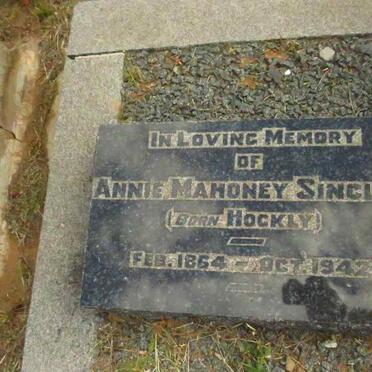 IN LOVING MEMORY
OF
ANNIE MAHONEY SINCL
(BORN HOCKLY)
FEB. 1864 — OCT. 1942